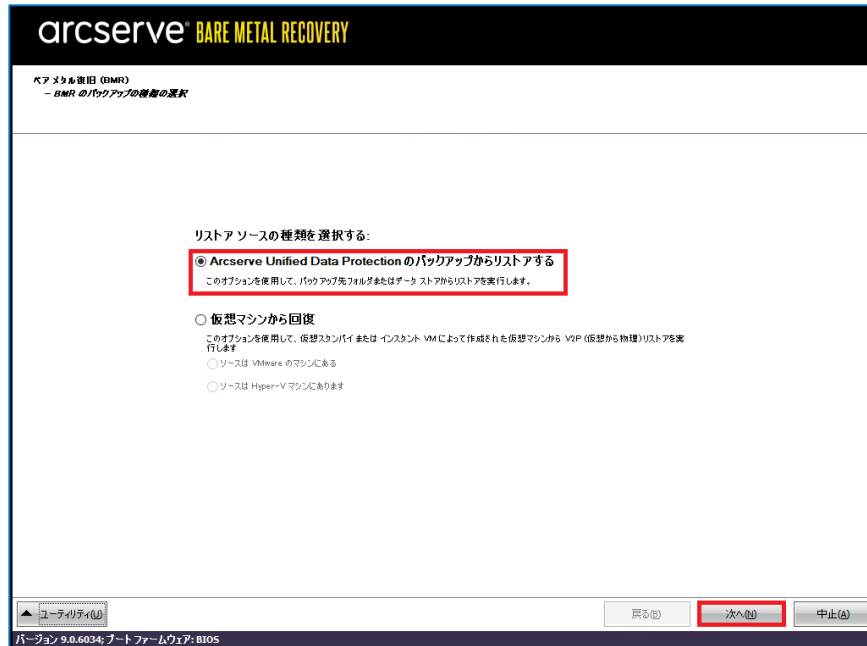 arcserve® BARE METAL RECOVERY
ベア メタル復旧 (BMR)
- BMR のバックアップの種類の選択
リストア ソースの種類を選択する:
Arcserve Unified Data Protection のバックアップからリストアする
このオプションを使用して、バックアップ先フォルダまたはデータ ストアからリストアを実行します。
仮想マシンから回復
このオプションを使用して、仮想スタンバイ または インスタント VM によって作成された仮想マシンから V2P (仮想から物理)リストアを実
行します
ソースは VMware のマシンにある
ソースは Hyper-V マシンにあります
ユーティリティ(U)
戻る(B)
次へ(N)
中止(A)
バージョン 9.0.6034; ブート ファームウェア: BIOS